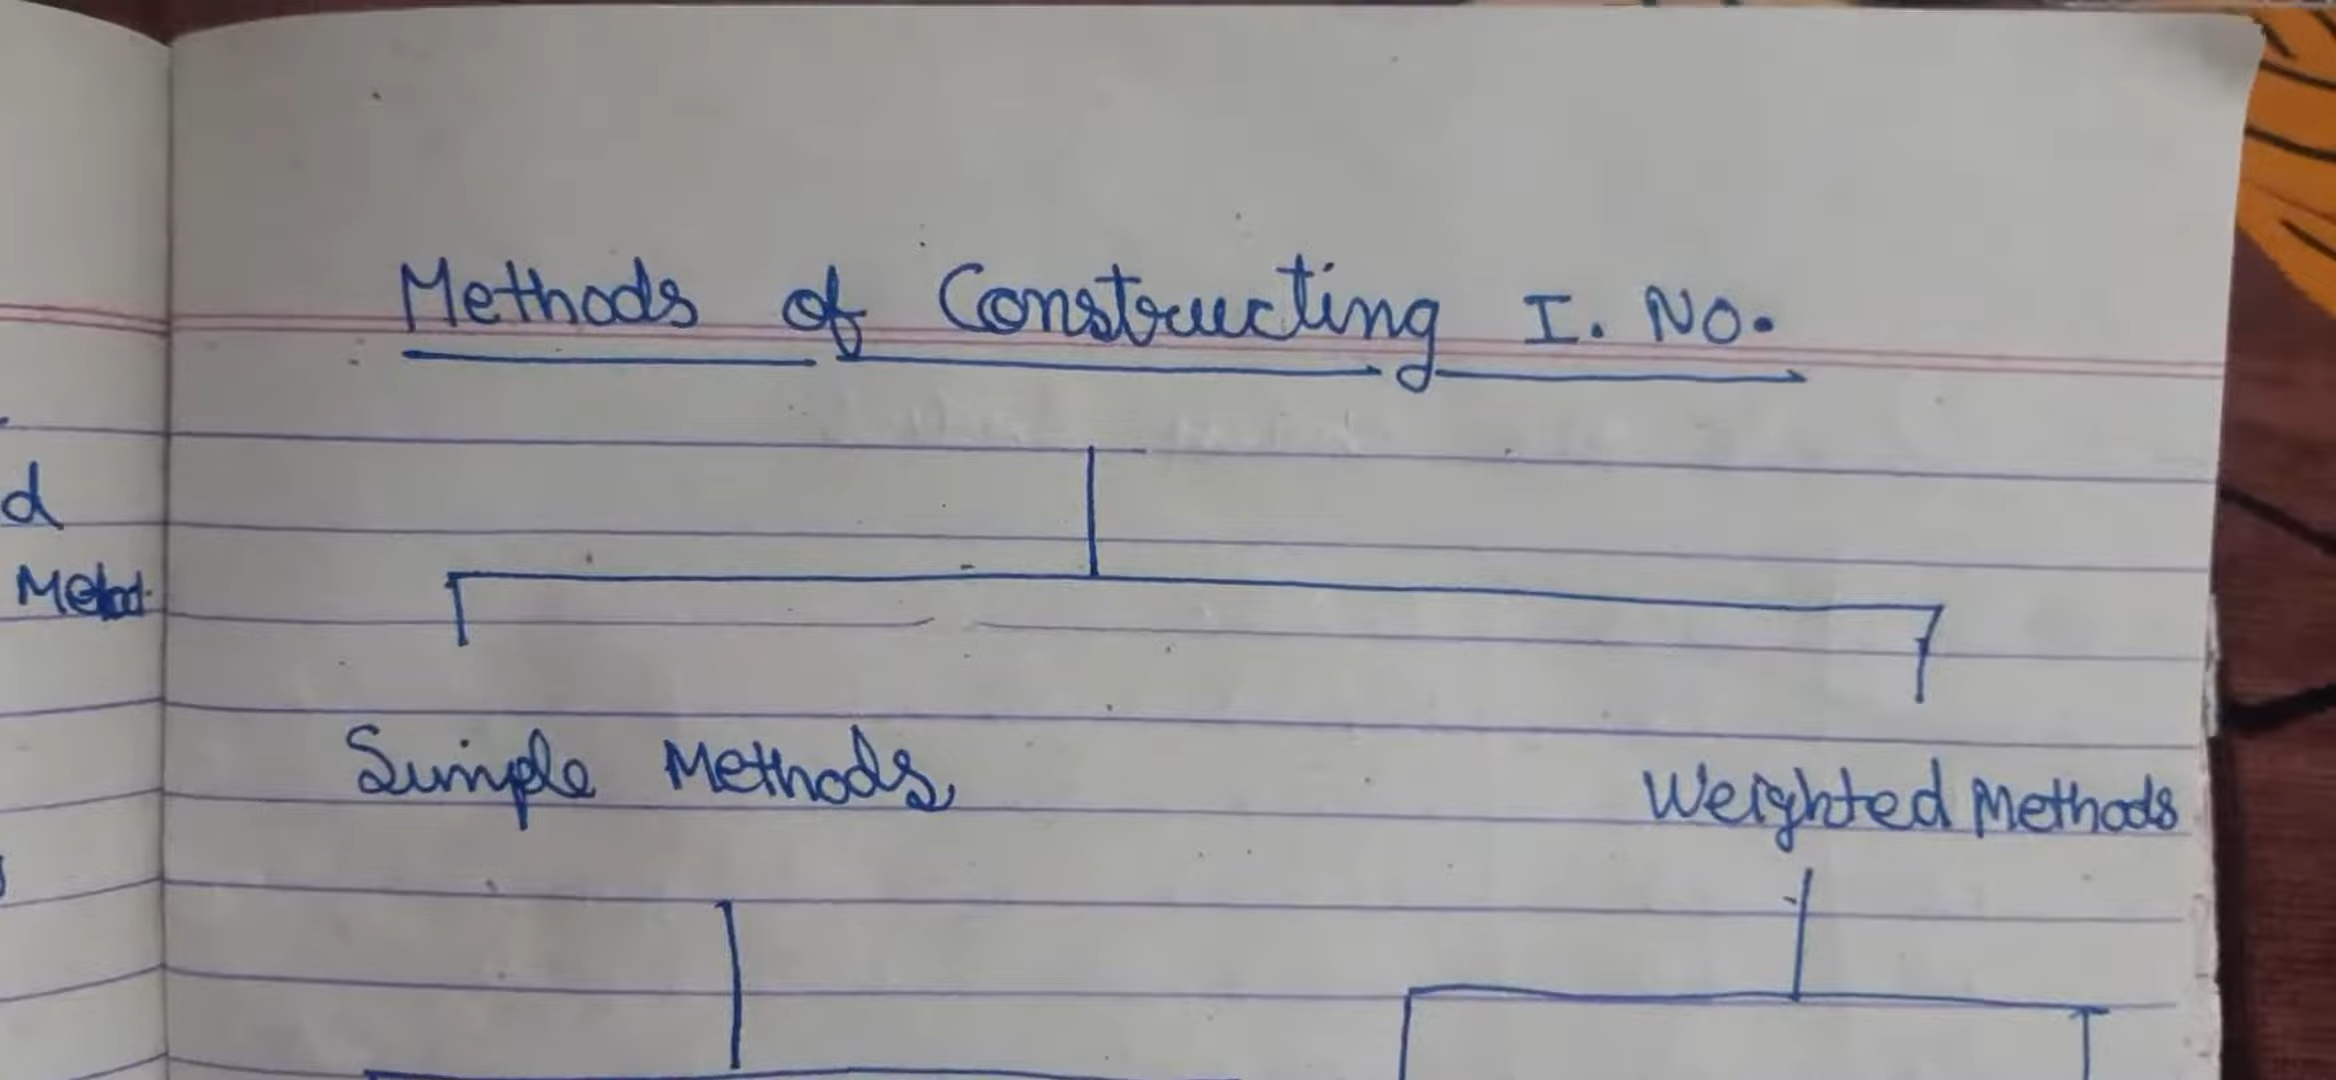 Methods of Constructing I. No.
d
Simple Methods
Weighted Methods